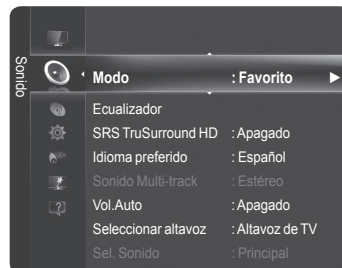 Sonido
Modo : Favorito
Ecualizador
SRS TruSurround HD : Apagado
Idioma preferido : Español
Sonido Multi-track : Estéreo
Vol.Auto : Apagado
Seleccionar altavoz : Altavoz de TV
Sel. Sonido : Principal